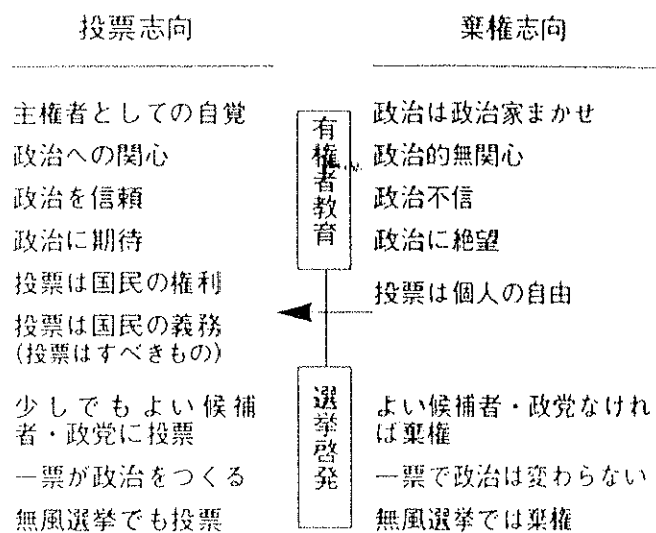 投票志向
棄権志向
主権者としての自覚
政治への関心
政治を信頼
政治に期待
投票は国民の権利
投票は国民の義務
(投票はすべきもの)
少しでもよい候補
者・政党に投票
一票が政治をつくる
無風選挙でも投票
有権者教育
選挙啓発
政治は政治家まかせ
政治的無関心
政治不信
政治に絶望
投票は個人の自由
よい候補者・政党なけれ
ば棄権
一票で政治は変わらない
無風選挙では棄権